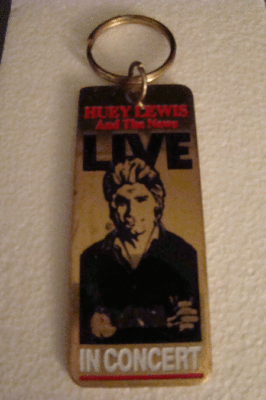 HUEY LEWIS
And The News
LIVE
IN CONCERT